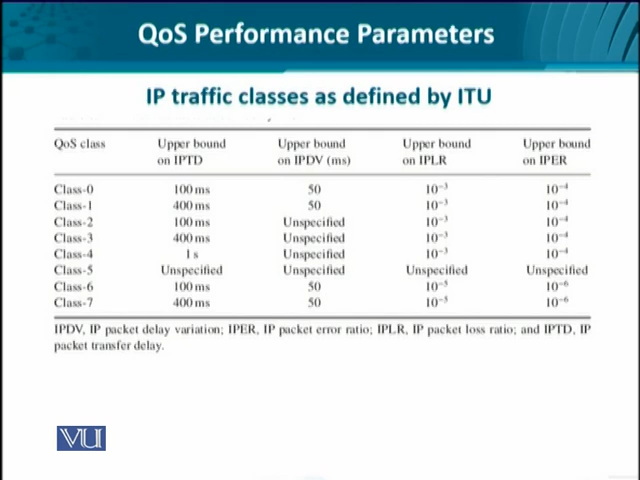 QoS Performance Parameters
IP traffic classes as defined by ITU
QoS class Upper bound on IPTD Upper bound on IPDV (ms) Upper bound on IPLR Upper bound on IPER
Class-0 100 ms 50 10⁻³ 10⁻⁴
Class-1 400 ms 50 10⁻³ 10⁻⁴
Class-2 100 ms Unspecified 10⁻³ 10⁻⁴
Class-3 400 ms Unspecified 10⁻³ 10⁻⁴
Class-4 1 s Unspecified 10⁻³ 10⁻⁴
Class-5 Unspecified Unspecified Unspecified Unspecified
Class-6 100 ms 50 10⁻⁵ 10⁻⁶
Class-7 400 ms 50 10⁻⁵ 10⁻⁶
IPDV, IP packet delay variation; IPER, IP packet error ratio; IPLR, IP packet loss ratio; and IPTD, IP
packet transfer delay.
VU